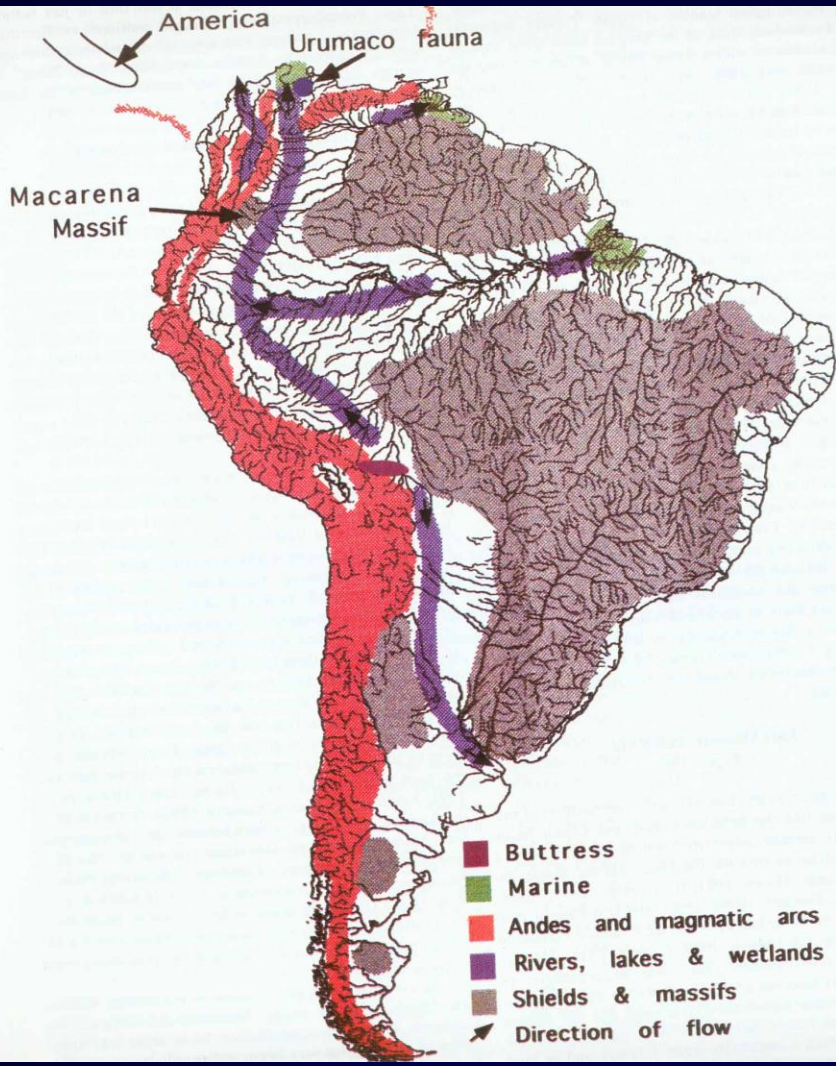 America
Urumaco fauna
Macarena
Massif
Buttress
Marine
Andes and magmatic arcs
Rivers, lakes & wetlands
Shields & massifs
Direction of flow